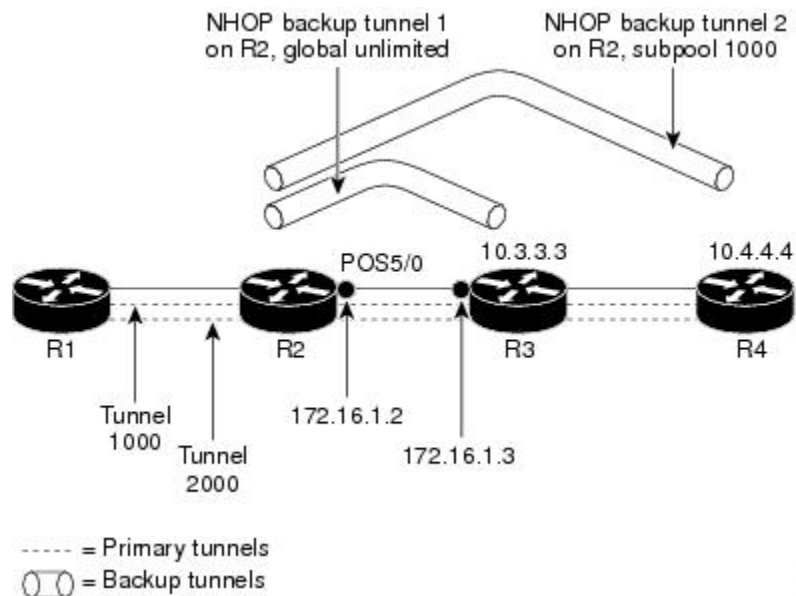 NHOP backup tunnel 1
on R2, global unlimited
NHOP backup tunnel 2
on R2, subpool 1000
10.3.3.3
10.4.4.4
POS5/0
R1
R2
R3
R4
Tunnel
1000
Tunnel
2000
172.16.1.2
172.16.1.3
= Primary tunnels
= Backup tunnels